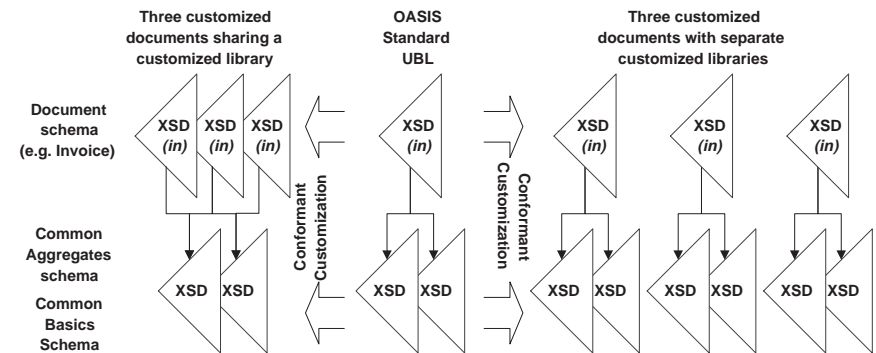 Three customized
documents sharing a
customized library
OASIS
Standard
UBL
Three customized
documents with separate
customized libraries
Document
schema
(e.g. Invoice)
XSD
(in)
XSD
(in)
XSD
(in)
XSD
(in)
XSD
(in)
XSD
(in)
XSD
(in)
Conformant
Customization
Conformant
Customization
Common
Aggregates
schema
Common
Basics
Schema
XSD
XSD
XSD
XSD
XSD
XSD
XSD
XSD
XSD
XSD